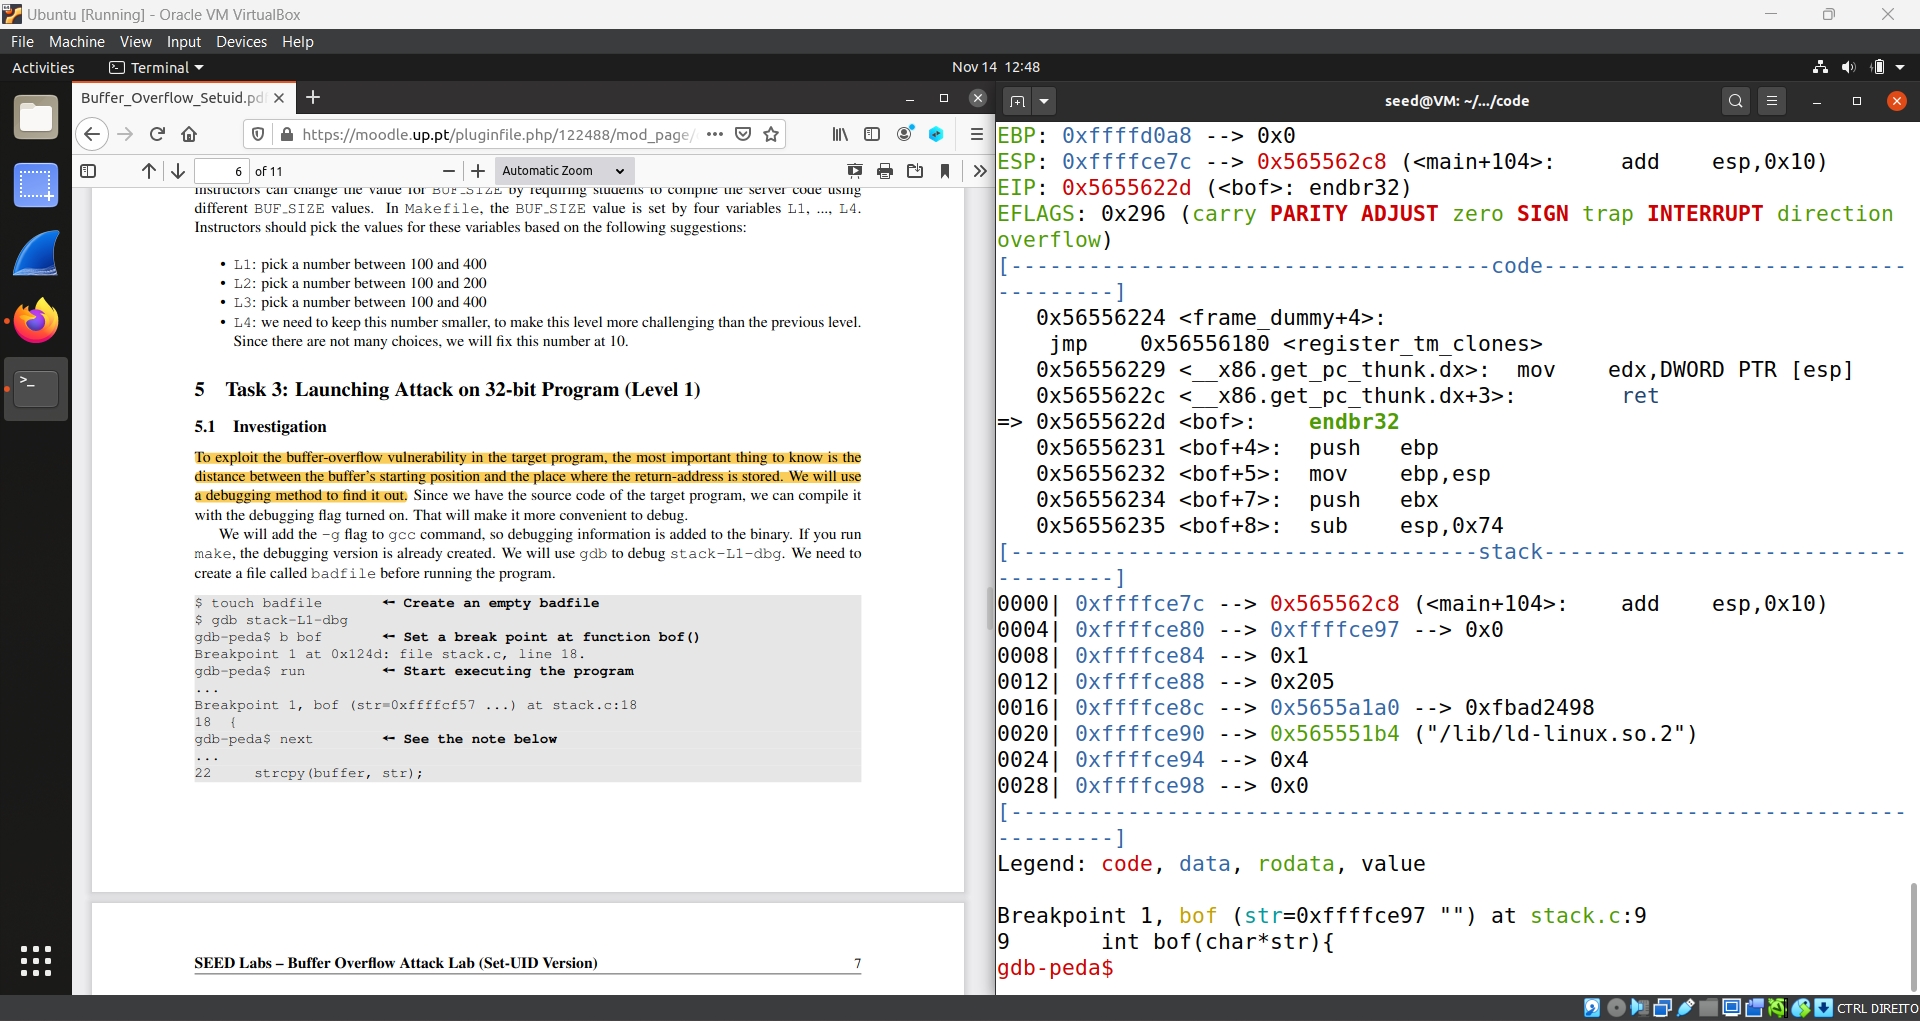 Ubuntu [Running] - Oracle VM VirtualBox
File Machine View Input Devices Help
Activities Terminal Nov 14 12:48
Buffer_Overflow_Setuid.pd
seed@VM: ~/.../code
https://moodle.up.pt/pluginfile.php/122488/mod_page/
6 of 11 Automatic Zoom
instructors can change the value for BUF_SIZE by requiring students to compile the server code using
different BUF_SIZE values. In Makefile, the BUF_SIZE value is set by four variables L1, ..., L4.
Instructors should pick the values for these variables based on the following suggestions:
• L1: pick a number between 100 and 400
• L2: pick a number between 100 and 200
• L3: pick a number between 100 and 400
• L4: we need to keep this number smaller, to make this level more challenging than the previous level.
Since there are not many choices, we will fix this number at 10.
5 Task 3: Launching Attack on 32-bit Program (Level 1)
5.1 Investigation
To exploit the buffer-overflow vulnerability in the target program, the most important thing to know is the
distance between the buffer's starting position and the place where the return-address is stored. We will use
a debugging method to find it out. Since we have the source code of the target program, we can compile it
with the debugging flag turned on. That will make it more convenient to debug.
We will add the -g flag to gcc command, so debugging information is added to the binary. If you run
make, the debugging version is already created. We will use gdb to debug stack-L1-dbg. We need to
create a file called badfile before running the program.
$ touch badfile ← Create an empty badfile
$ gdb stack-L1-dbg
gdb-peda$ b bof ← Set a break point at function bof()
Breakpoint 1 at 0x124d: file stack.c, line 18.
gdb-peda$ run ← Start executing the program
...
Breakpoint 1, bof (str=0xffffcf57 ...) at stack.c:18
18 {
gdb-peda$ next ← See the note below
...
22 strcpy(buffer, str);
SEED Labs – Buffer Overflow Attack Lab (Set-UID Version) 7
EBP: 0xffffd0a8 --> 0x0
ESP: 0xffffce7c --> 0x565562c8 (<main+104>: add esp,0x10)
EIP: 0x5655622d (<bof>: endbr32)
EFLAGS: 0x296 (carry PARITY ADJUST zero SIGN trap INTERRUPT direction
overflow)
[-------------------------------------code----------------------------
---------]
0x56556224 <frame_dummy+4>:
jmp 0x56556180 <register_tm_clones>
0x56556229 <__x86.get_pc_thunk.dx>: mov edx,DWORD PTR [esp]
0x5655622c <__x86.get_pc_thunk.dx+3>: ret
=> 0x5655622d <bof>: endbr32
0x56556231 <bof+4>: push ebp
0x56556232 <bof+5>: mov ebp,esp
0x56556234 <bof+7>: push ebx
0x56556235 <bof+8>: sub esp,0x74
[------------------------------------stack----------------------------
---------]
0000| 0xffffce7c --> 0x565562c8 (<main+104>: add esp,0x10)
0004| 0xffffce80 --> 0xffffce97 --> 0x0
0008| 0xffffce84 --> 0x1
0012| 0xffffce88 --> 0x205
0016| 0xffffce8c --> 0x5655a1a0 --> 0xfbad2498
0020| 0xffffce90 --> 0x565551b4 ("/lib/ld-linux.so.2")
0024| 0xffffce94 --> 0x4
0028| 0xffffce98 --> 0x0
[---------------------------------------------------------------------
---------]
Legend: code, data, rodata, value
Breakpoint 1, bof (str=0xffffce97 "") at stack.c:9
9 int bof(char*str){
gdb-peda$
CTRL DIREITO